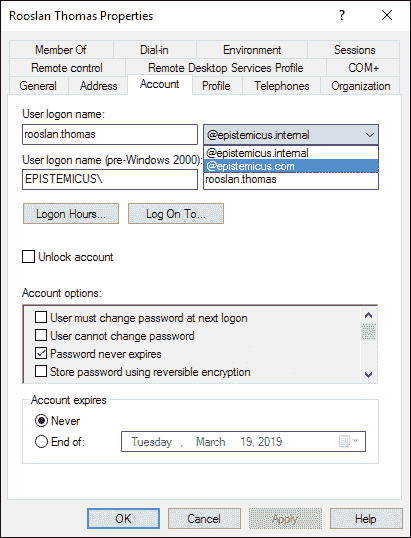 Rooslan Thomas Properties ? ×
Member Of Dial-in Environment Sessions
Remote control Remote Desktop Services Profile COM+
General Address Account Profile Telephones Organization
User logon name:
rooslan.thomas @epistemicus.internal
@epistemicus.internal
User logon name (pre-Windows 2000): @epistemicus.com
EPISTEMICUS\ rooslan.thomas
Logon Hours... Log On To...
Unlock account
Account options:
User must change password at next logon
User cannot change password
Password never expires
Store password using reversible encryption
Account expires
Never
End of: Tuesday , March 19, 2019
OK Cancel Apply Help